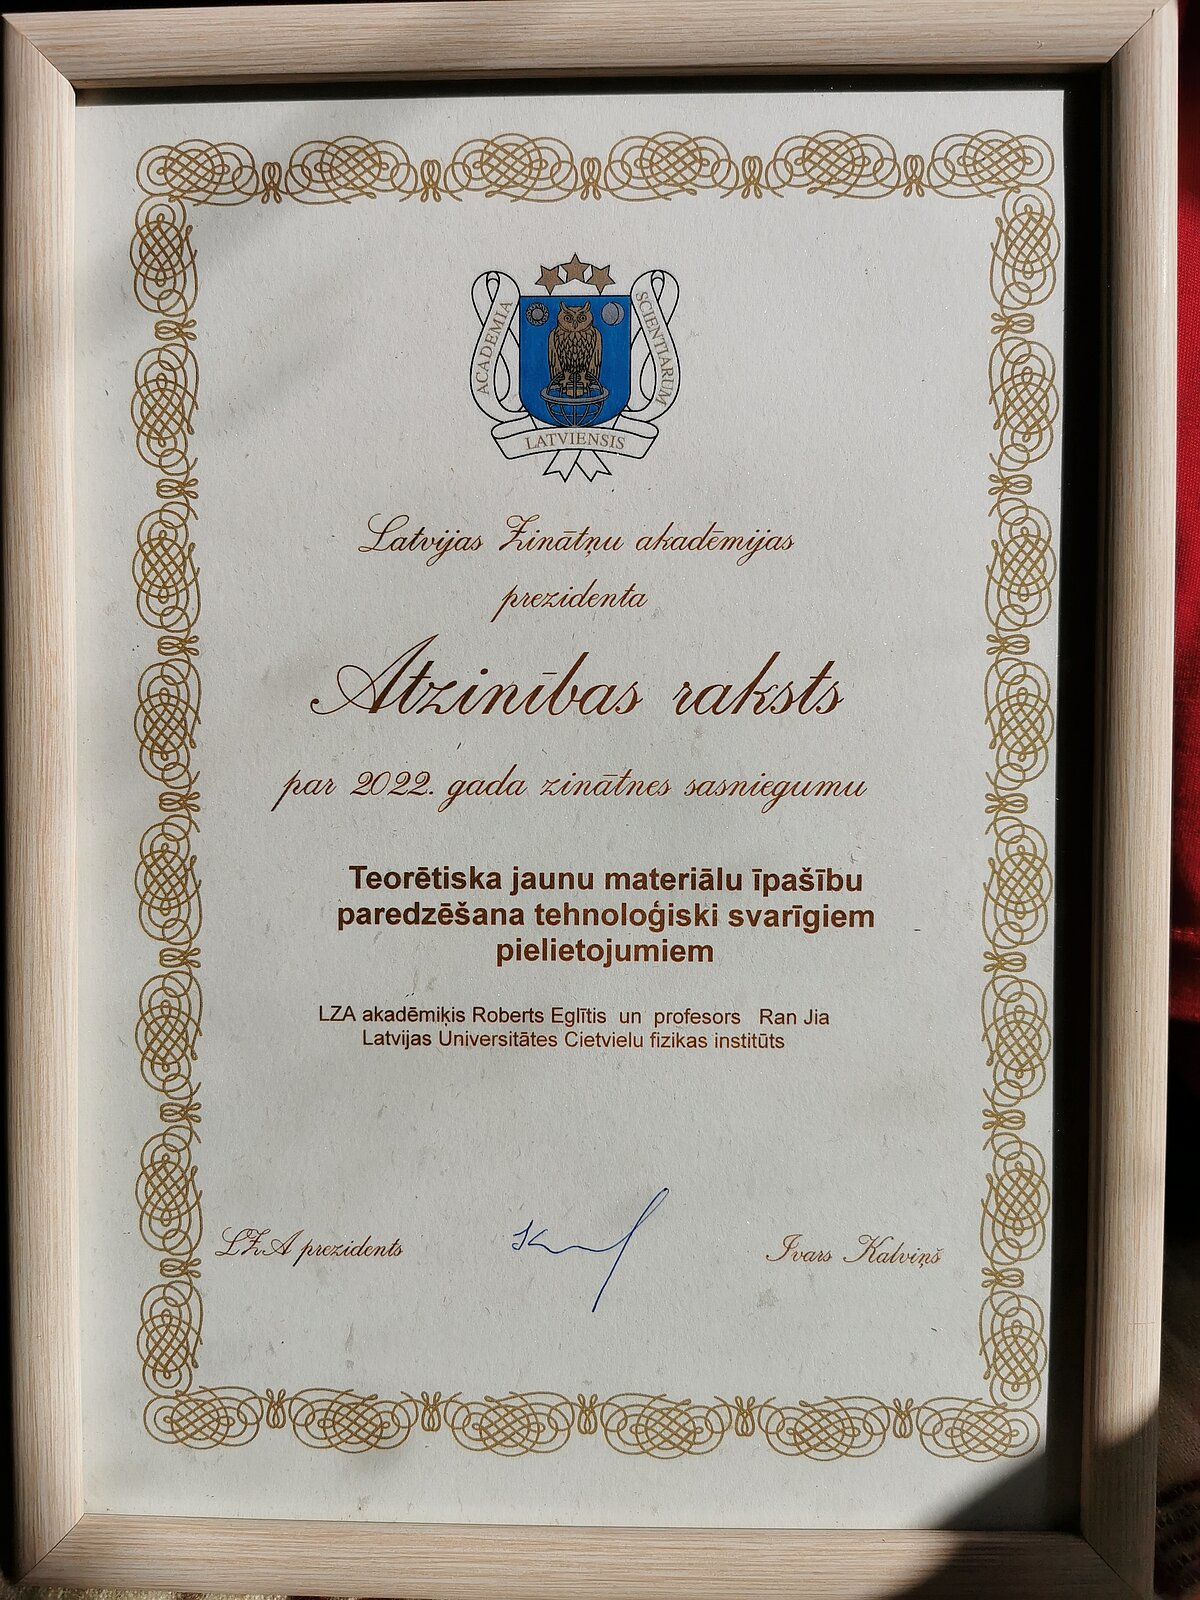 ACADEMIA
SCIENTIARUM
LATVIENSIS
Latvijas Zinātņu akadēmijas
prezidenta
Atzinības raksts
par 2022. gada zinātnes sasniegumu
Teorētiska jaunu materiālu īpašību
paredzēšana tehnoloģiski svarīgiem
pielietojumiem
LZA akadēmiķis Roberts Eglītis un profesors Ran Jia
Latvijas Universitātes Cietvielu fizikas institūts
LZA prezidents
Ivars Kalviņš